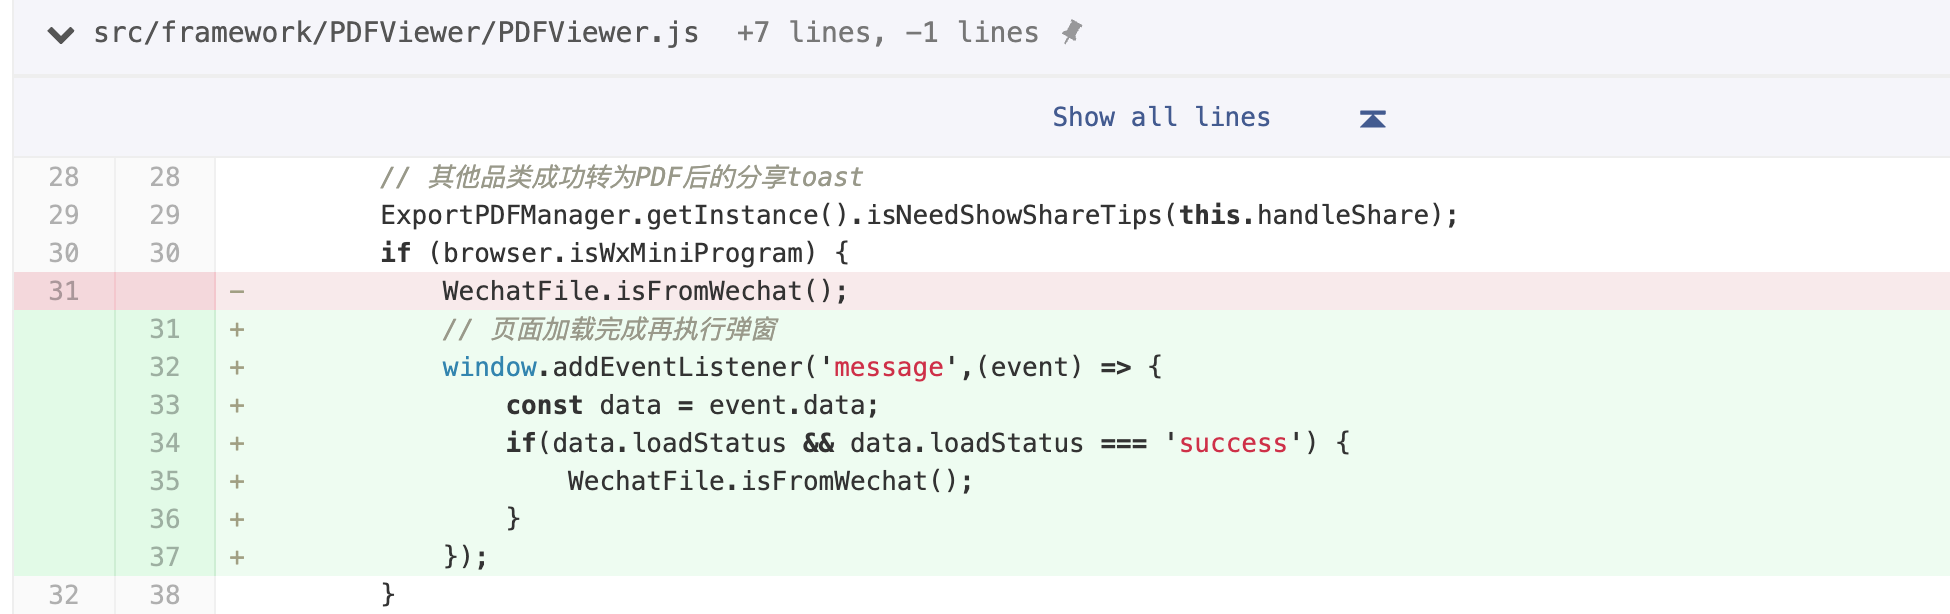 src/framework/PDFViewer/PDFViewer.js +7 lines, −1 lines
Show all lines
28 28 // 其他品类成功转为PDF后的分享toast
29 29 ExportPDFManager.getInstance().isNeedShowShareTips(this.handleShare);
30 30 if (browser.isWxMiniProgram) {
31 − WechatFile.isFromWechat();
31 + // 页面加载完成再执行弹窗
32 + window.addEventListener('message',(event) => {
33 + const data = event.data;
34 + if(data.loadStatus && data.loadStatus === 'success') {
35 + WechatFile.isFromWechat();
36 + }
37 + });
32 38 }